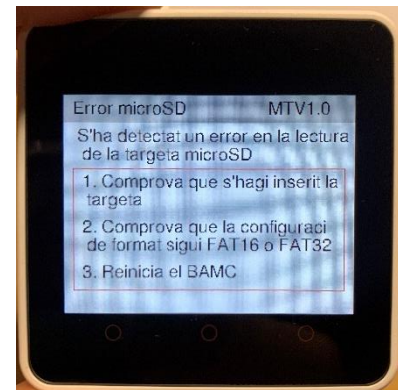 Error microSD MTV1.0
S'ha detectat un error en la lectura
de la targeta microSD
1. Comprova que s'hagi inserit la
targeta
2. Comprova que la configuraci
de format sigui FAT16 o FAT32
3. Reinicia el BAMC